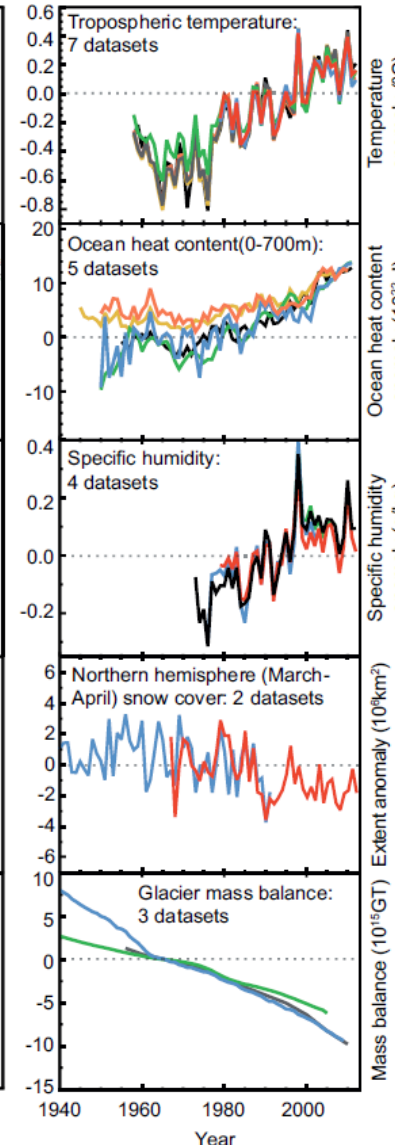 Tropospheric temperature:
7 datasets
0.6
0.4
0.2
0.0
-0.2
-0.4
-0.6
-0.8
Temperature
Ocean heat content(0-700m):
5 datasets
20
10
0
-10
Ocean heat content
Specific humidity:
4 datasets
0.4
0.2
0.0
-0.2
Specific humidity
Northern hemisphere (March-
April) snow cover: 2 datasets
6
4
2
0
-2
-4
-6
Extent anomaly (10⁶km²)
Glacier mass balance:
3 datasets
10
5
0
-5
-10
-15
Mass balance (10¹⁵GT)
1940 1960 1980 2000
Year